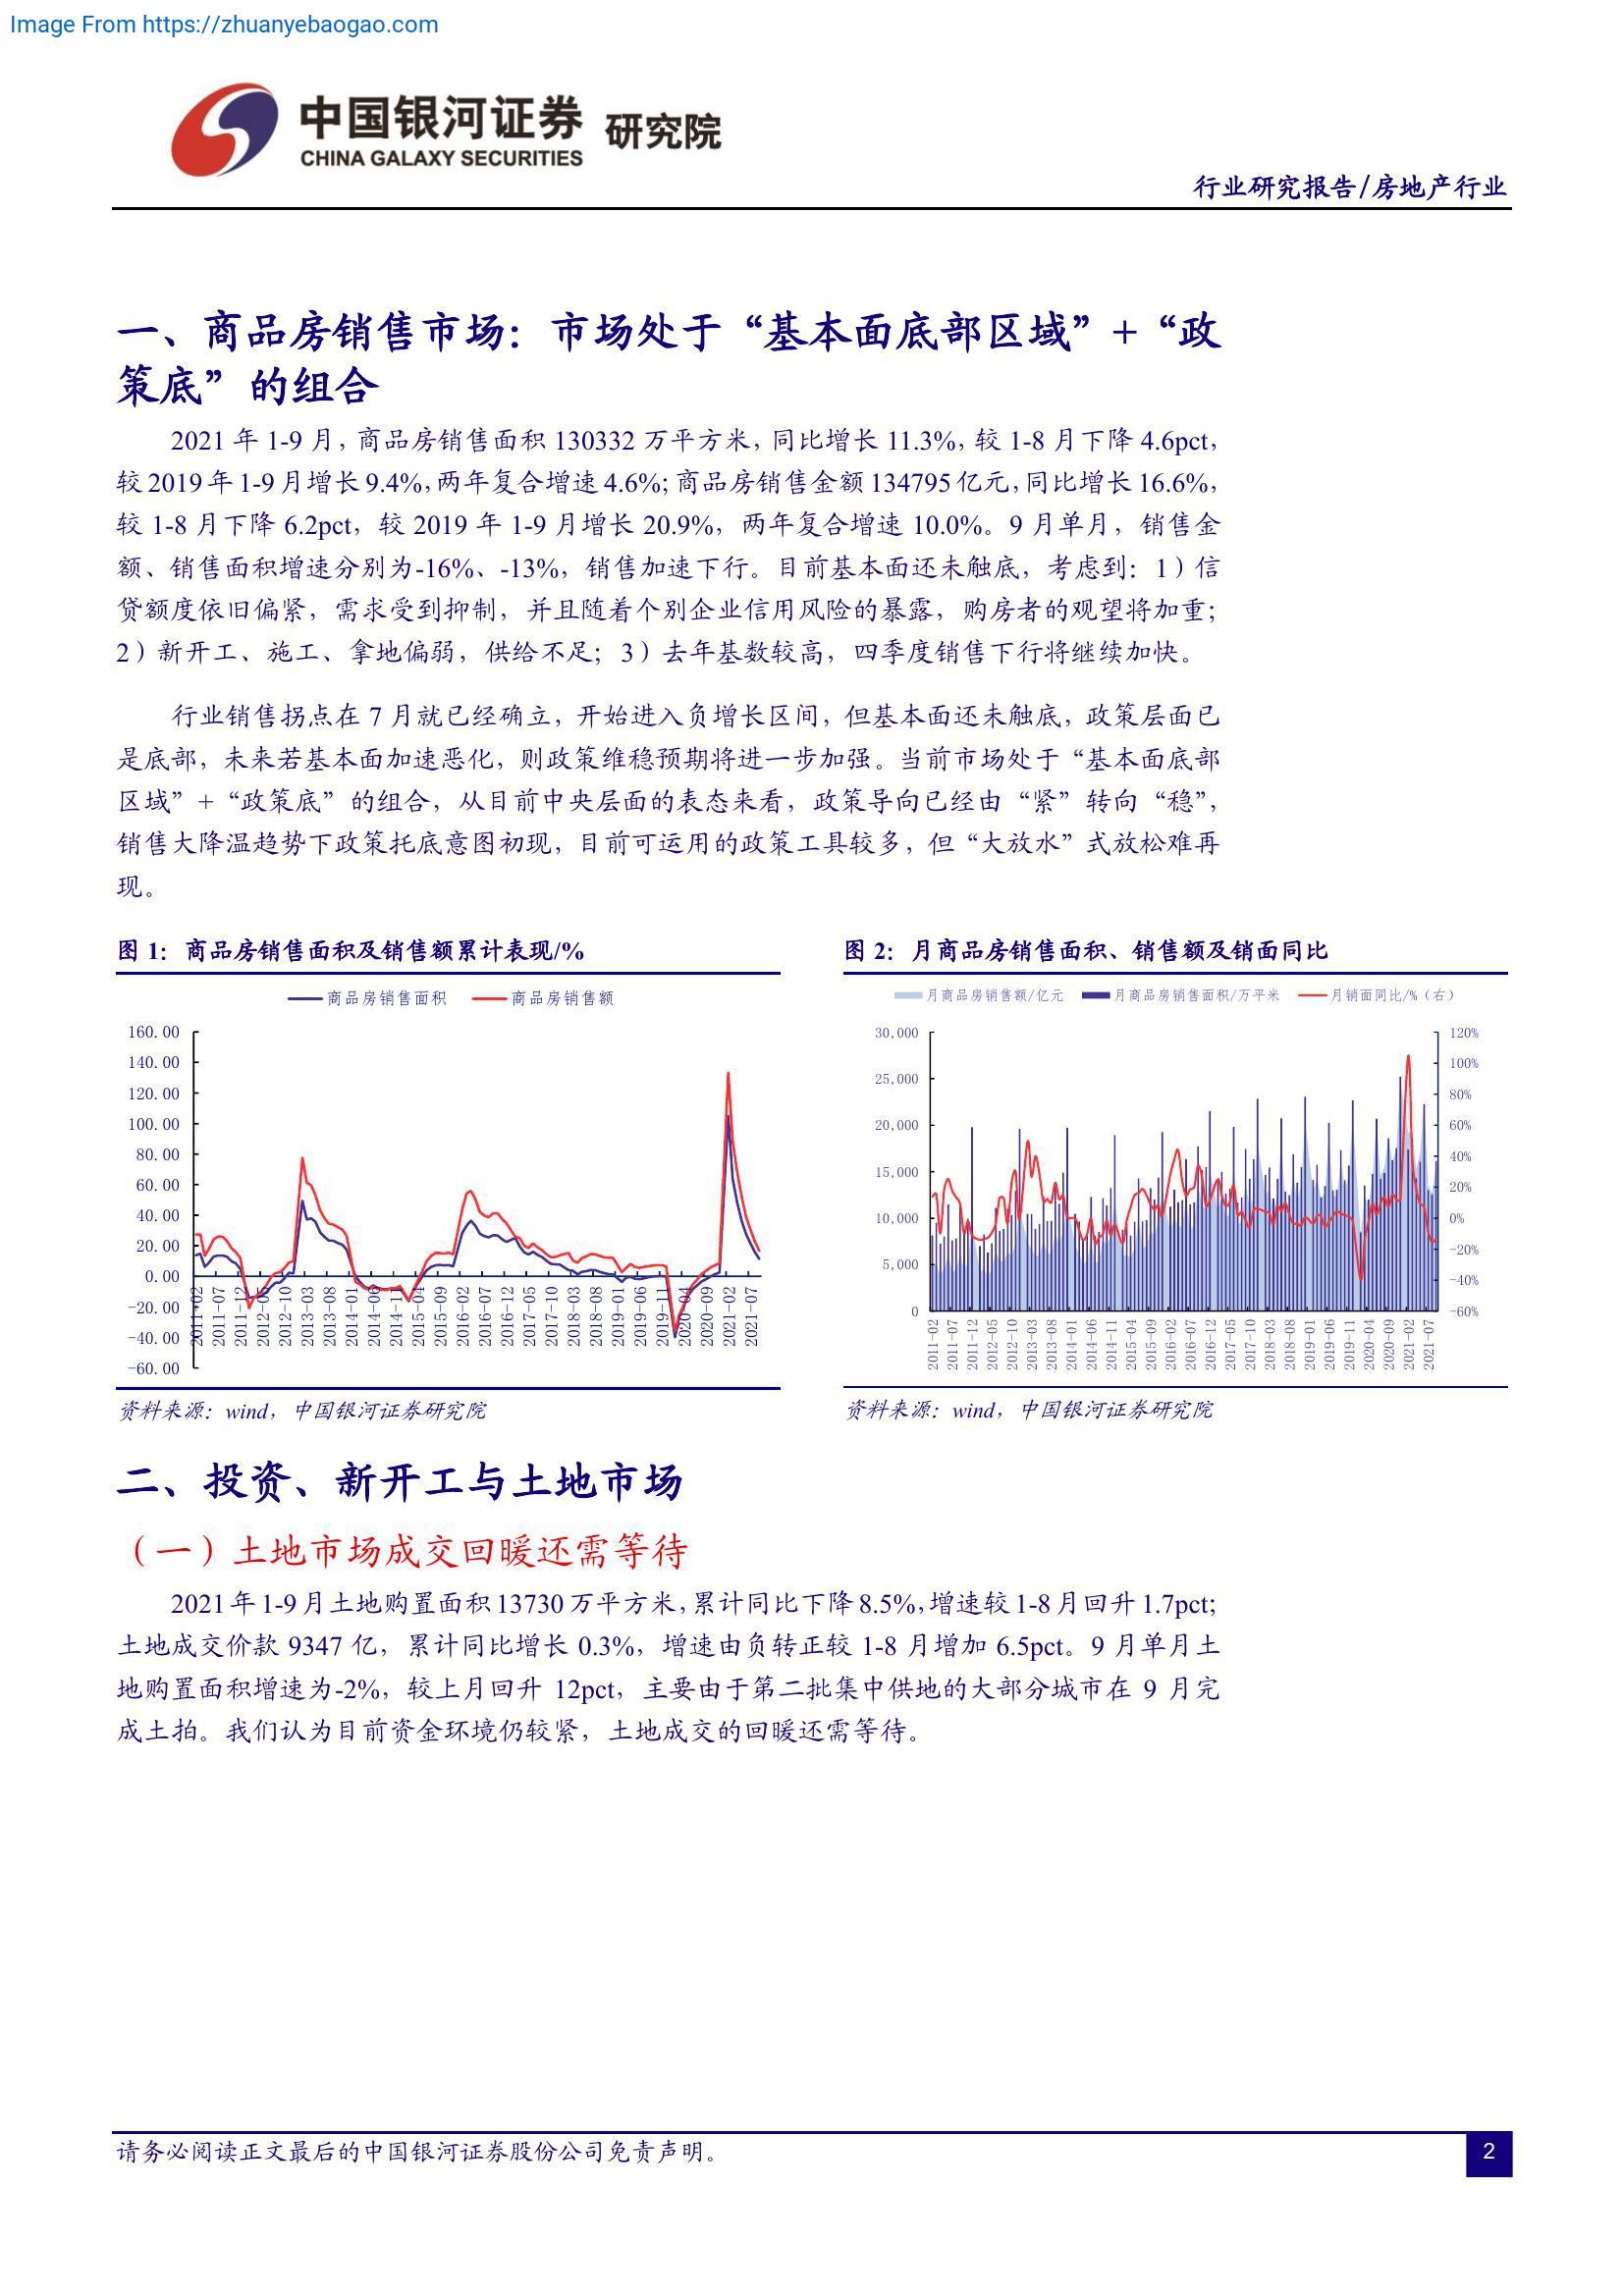 Image From https://zhuanyebaogao.com
中国银河证券 研究院
CHINA GALAXY SECURITIES
行业研究报告/房地产行业
一、商品房销售市场：市场处于“基本面底部区域”+“政
策底”的组合
2021 年 1-9 月，商品房销售面积 130332 万平方米，同比增长 11.3%，较 1-8 月下降 4.6pct，
较 2019 年 1-9 月增长 9.4%，两年复合增速 4.6%；商品房销售金额 134795 亿元，同比增长 16.6%，
较 1-8 月下降 6.2pct，较 2019 年 1-9 月增长 20.9%，两年复合增速 10.0%。9 月单月，销售金
额、销售面积增速分别为-16%、-13%，销售加速下行。目前基本面还未触底，考虑到：1）信
贷额度依旧偏紧，需求受到抑制，并且随着个别企业信用风险的暴露，购房者的观望将加重；
2）新开工、施工、拿地偏弱，供给不足；3）去年基数较高，四季度销售下行将继续加快。
行业销售拐点在 7 月就已经确立，开始进入负增长区间，但基本面还未触底，政策层面已
是底部，未来若基本面加速恶化，则政策维稳预期将进一步加强。当前市场处于“基本面底部
区域”+“政策底”的组合，从目前中央层面的表态来看，政策导向已经由“紧”转向“稳”，
销售大降温趋势下政策托底意图初现，目前可运用的政策工具较多，但“大放水”式放松难再
现。
图 1：商品房销售面积及销售额累计表现/%
商品房销售面积 商品房销售额
160.00
140.00
120.00
100.00
80.00
60.00
40.00
20.00
0.00
-20.00
-40.00
-60.00
2011-02 2011-07 2011-12 2012-05 2012-10 2013-03 2013-08 2014-01 2014-06 2014-11 2015-04 2015-09 2016-02 2016-07 2016-12 2017-05 2017-10 2018-03 2018-08 2019-01 2019-06 2019-11 2020-04 2020-09 2021-02 2021-07
资料来源：wind，中国银河证券研究院
图 2：月商品房销售面积、销售额及销面同比
月商品房销售额/亿元 月商品房销售面积/万平米 月销面同比/%（右）
30,000
25,000
20,000
15,000
10,000
5,000
0
120%
100%
80%
60%
40%
20%
0%
-20%
-40%
-60%
2011-02 2011-07 2011-12 2012-05 2012-10 2013-03 2013-08 2014-01 2014-06 2014-11 2015-04 2015-09 2016-02 2016-07 2016-12 2017-05 2017-10 2018-03 2018-08 2019-01 2019-06 2019-11 2020-04 2020-09 2021-02 2021-07
资料来源：wind，中国银河证券研究院
二、投资、新开工与土地市场
（一）土地市场成交回暖还需等待
2021 年 1-9 月土地购置面积 13730 万平方米，累计同比下降 8.5%，增速较 1-8 月回升 1.7pct；
土地成交价款 9347 亿，累计同比增长 0.3%，增速由负转正较 1-8 月增加 6.5pct。9 月单月土
地购置面积增速为-2%，较上月回升 12pct，主要由于第二批集中供地的大部分城市在 9 月完
成土拍。我们认为目前资金环境仍较紧，土地成交的回暖还需等待。
请务必阅读正文最后的中国银河证券股份公司免责声明。
2